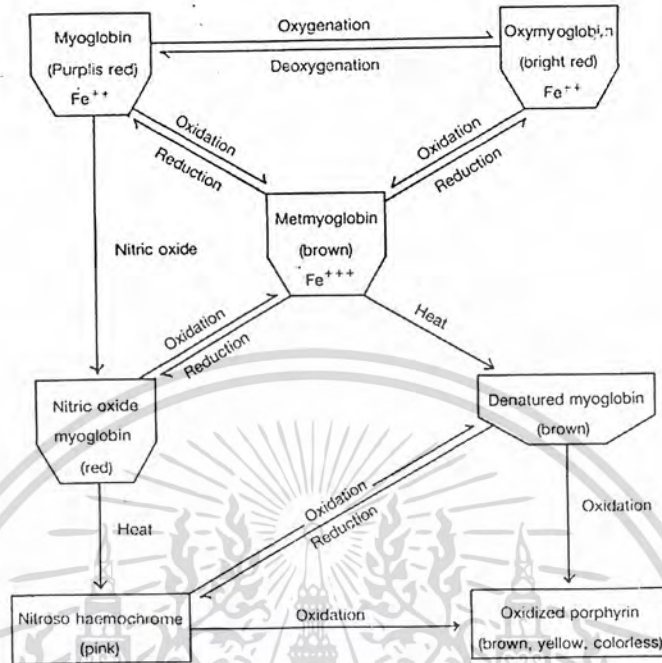 Myoglobin
(Purplis red)
Fe++
Oxygenation
Deoxygenation
Oxymyoglobin
(bright red)
Fe++
Oxidation
Reduction
Oxidation
Reduction
Metmyoglobin
(brown)
Fe+++
Nitric oxide
Oxidation
Reduction
Heat
Nitric oxide
myoglobin
(red)
Denatured myoglobin
(brown)
Heat
Oxidation
Reduction
Oxidation
Nitroso haemochrome
(pink)
Oxidation
Oxidized porphyrin
(brown, yellow, colorless)